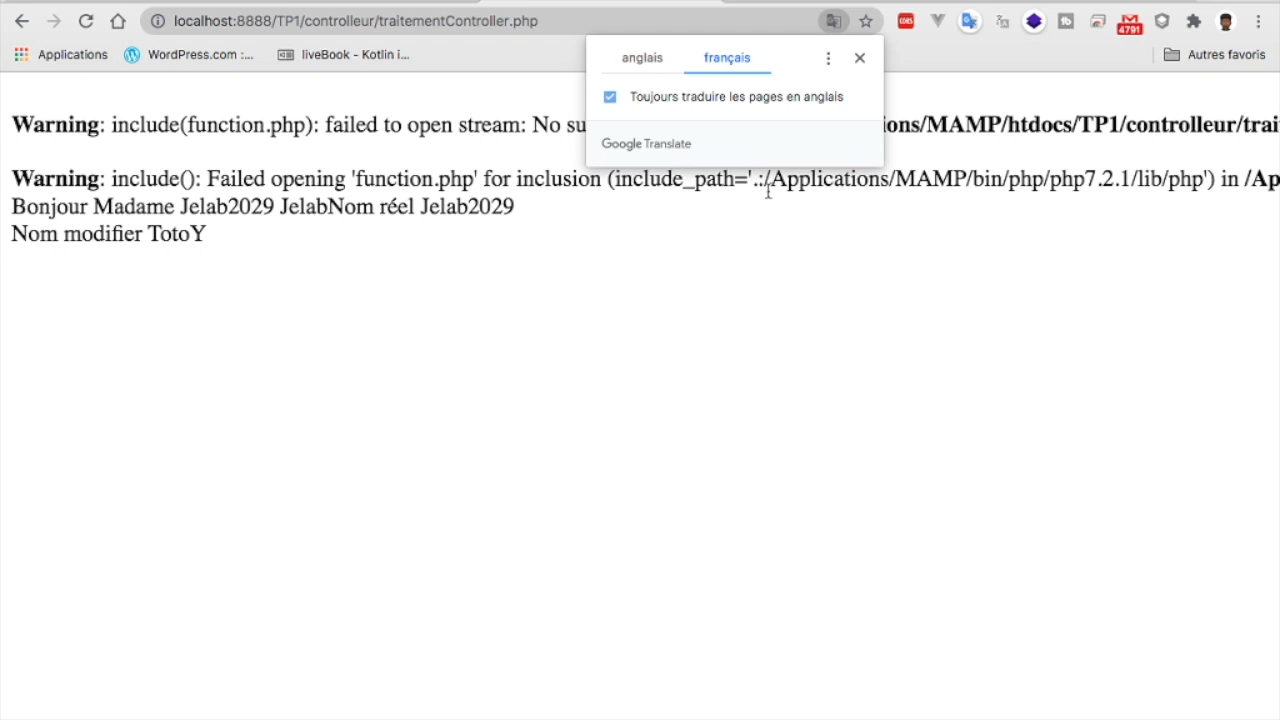 localhost:8888/TP1/controlleur/traitementController.php
CORS
4791
Applications
WordPress.com :...
liveBook - Kotlin i...
Autres favoris
anglais
français
Toujours traduire les pages en anglais
Google Translate
Warning: include(function.php): failed to open stream: No su
ons/MAMP/htdocs/TP1/controlleur/trai
Warning: include(): Failed opening 'function.php' for inclusion (include_path='.:/Applications/MAMP/bin/php/php7.2.1/lib/php') in /Ap
Bonjour Madame Jelab2029 JelabNom réel Jelab2029
Nom modifier TotoY